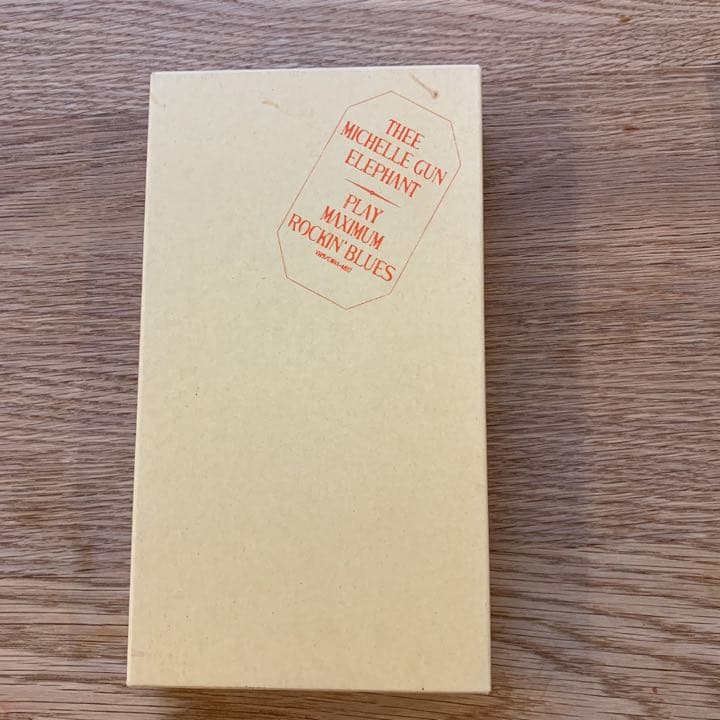 THEE
MICHELLE GUN
ELEPHANT
PLAY
MAXIMUM
ROCKIN' BLUES